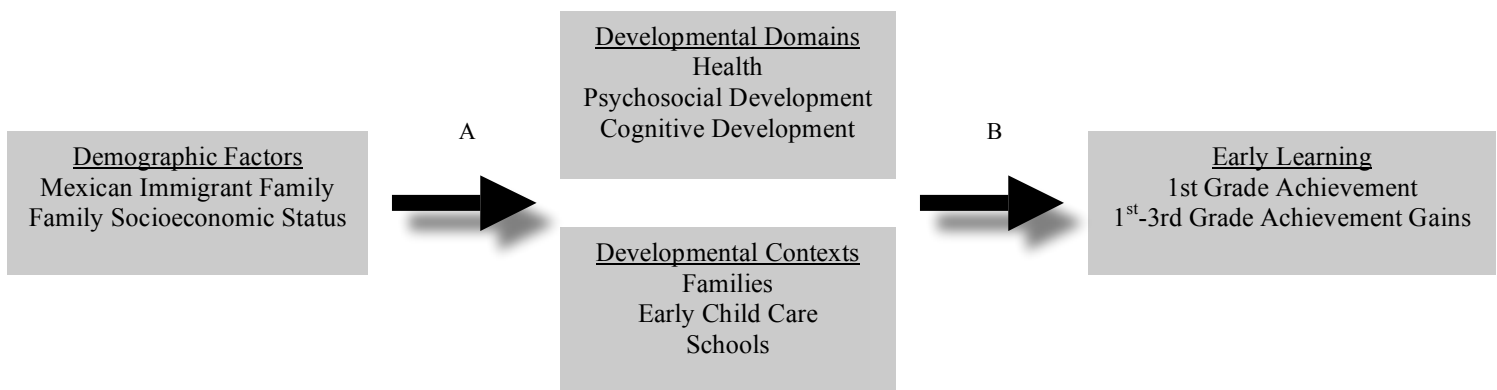 Demographic Factors
Mexican Immigrant Family
Family Socioeconomic Status
A
Developmental Domains
Health
Psychosocial Development
Cognitive Development
Developmental Contexts
Families
Early Child Care
Schools
B
Early Learning
1st Grade Achievement
1st-3rd Grade Achievement Gains